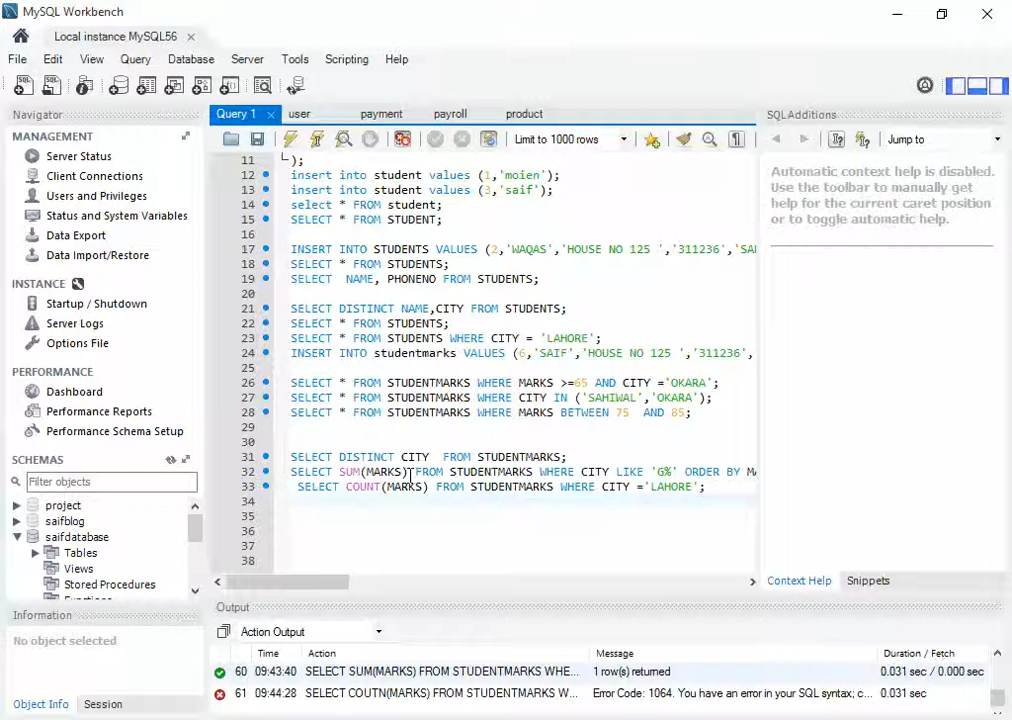 MySQL Workbench
Local instance MySQL56
File Edit View Query Database Server Tools Scripting Help
Navigator
MANAGEMENT
Server Status
Client Connections
Users and Privileges
Status and System Variables
Data Export
Data Import/Restore
INSTANCE
Startup / Shutdown
Server Logs
Options File
PERFORMANCE
Dashboard
Performance Reports
Performance Schema Setup
SCHEMAS
Filter objects
project
saifblog
saifdatabase
Tables
Views
Stored Procedures
Information
No object selected
Object Info Session
Query 1 user payment payroll product
Limit to 1000 rows
11 );
12 insert into student values (1,'moien');
13 insert into student values (3,'saif');
14 select * FROM student;
15 SELECT * FROM STUDENT;
16
17 INSERT INTO STUDENTS VALUES (2,'WAQAS','HOUSE NO 125 ','311236','SA
18 SELECT * FROM STUDENTS;
19 SELECT NAME, PHONENO FROM STUDENTS;
20
21 SELECT DISTINCT NAME,CITY FROM STUDENTS;
22 SELECT * FROM STUDENTS;
23 SELECT * FROM STUDENTS WHERE CITY = 'LAHORE';
24 INSERT INTO studentmarks VALUES (6,'SAIF','HOUSE NO 125 ','311236',
25
26 SELECT * FROM STUDENTMARKS WHERE MARKS >=65 AND CITY ='OKARA';
27 SELECT * FROM STUDENTMARKS WHERE CITY IN ('SAHIWAL','OKARA');
28 SELECT * FROM STUDENTMARKS WHERE MARKS BETWEEN 75 AND 85;
29
30
31 SELECT DISTINCT CITY FROM STUDENTMARKS;
32 SELECT SUM(MARKS) FROM STUDENTMARKS WHERE CITY LIKE 'G%' ORDER BY MA
33 SELECT COUNT(MARKS) FROM STUDENTMARKS WHERE CITY ='LAHORE';
34
35
36
37
38
SQLAdditions
Jump to
Automatic context help is disabled.
Use the toolbar to manually get
help for the current caret position
or to toggle automatic help.
Context Help Snippets
Output
Action Output
Time Action Message Duration / Fetch
60 09:43:40 SELECT SUM(MARKS) FROM STUDENTMARKS WHE... 1 row(s) returned 0.031 sec / 0.000 sec
61 09:44:28 SELECT COUTN(MARKS) FROM STUDENTMARKS W... Error Code: 1064. You have an error in your SQL syntax; c... 0.031 sec